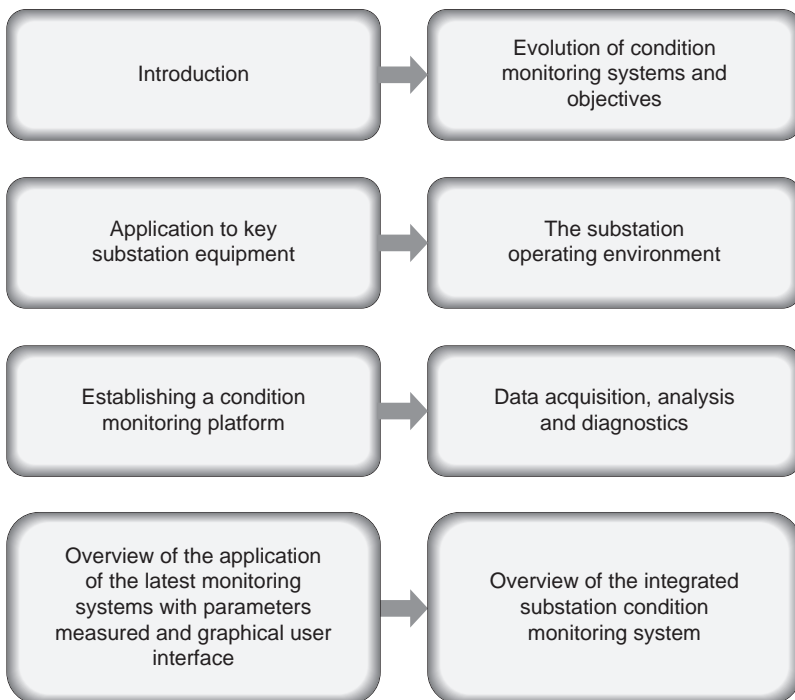 Introduction
Evolution of condition
monitoring systems and
objectives
Application to key
substation equipment
The substation
operating environment
Establishing a condition
monitoring platform
Data acquisition, analysis
and diagnostics
Overview of the application
of the latest monitoring
systems with parameters
measured and graphical user
interface
Overview of the integrated
substation condition
monitoring system